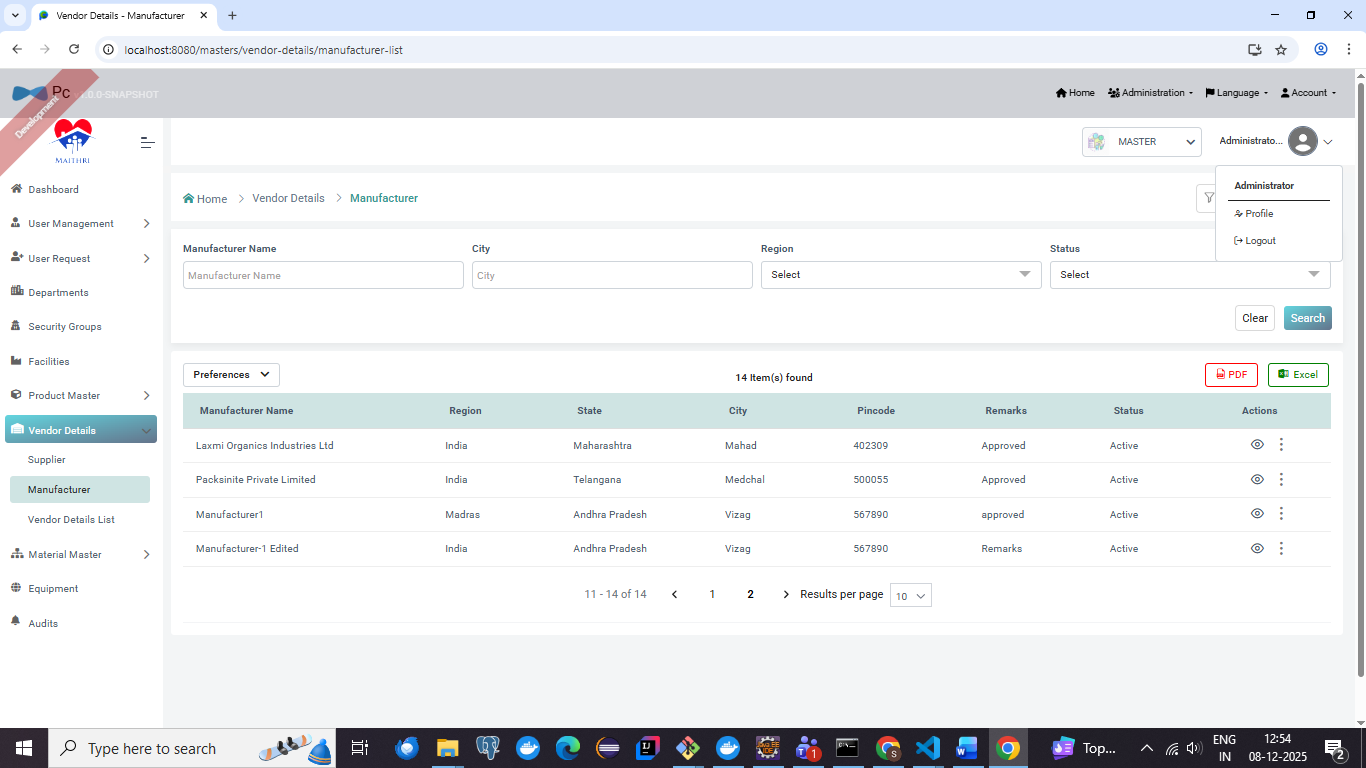 Vendor Details - Manufacturer
localhost:8080/masters/vendor-details/manufacturer-list
Pc v1.0.0-SNAPSHOT
Development
Home Administration Language Account
MAITHRI
MASTER
Administrato...
Administrator
Profile
Logout
Dashboard
User Management
User Request
Departments
Security Groups
Facilities
Product Master
Vendor Details
Supplier
Manufacturer
Vendor Details List
Material Master
Equipment
Audits
Home Vendor Details Manufacturer
Manufacturer Name City Region Status
Manufacturer Name City Select Select
Clear Search
Preferences 14 Item(s) found PDF Excel
Manufacturer Name Region State City Pincode Remarks Status Actions
Laxmi Organics Industries Ltd India Maharashtra Mahad 402309 Approved Active
Packsinite Private Limited India Telangana Medchal 500055 Approved Active
Manufacturer1 Madras Andhra Pradesh Vizag 567890 approved Active
Manufacturer-1 Edited India Andhra Pradesh Vizag 567890 Remarks Active
11 - 14 of 14 1 2 Results per page 10
Type here to search
1
S
Top...
ENG
IN
12:54
08-12-2025
2